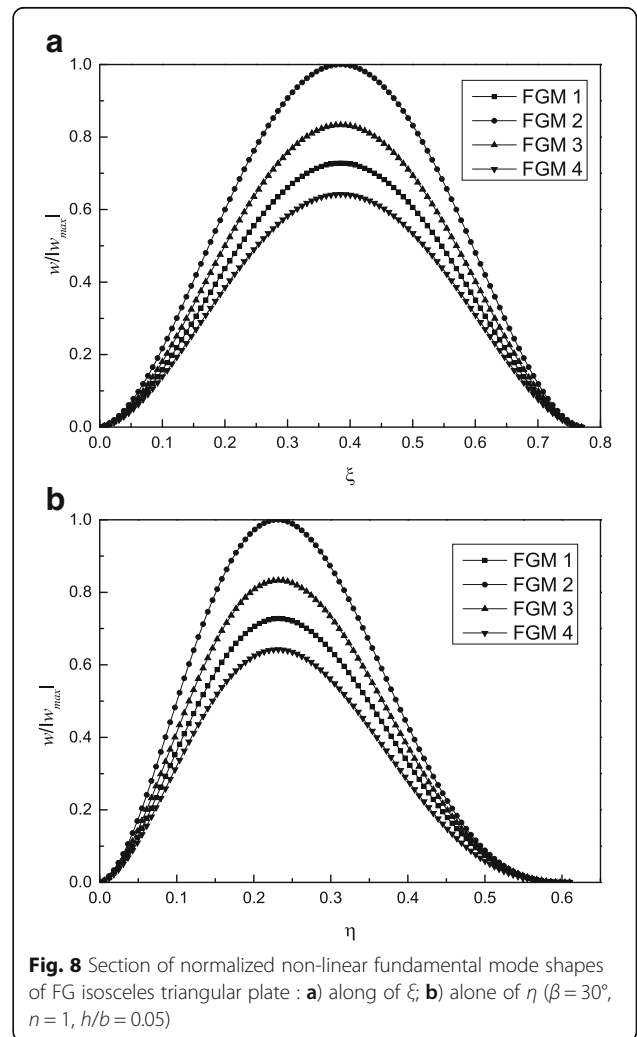 a
1.0
0.8
0.6
0.4
0.2
0.0
w/|w_max|
FGM 1
FGM 2
FGM 3
FGM 4
0.0 0.1 0.2 0.3 0.4 0.5 0.6 0.7 0.8
ξ
b
1.0
0.8
0.6
0.4
0.2
0.0
w/|w_max|
FGM 1
FGM 2
FGM 3
FGM 4
0.0 0.1 0.2 0.3 0.4 0.5 0.6
η
Fig. 8 Section of normalized non-linear fundamental mode shapes
of FG isosceles triangular plate : a) along of ξ; b) alone of η (β = 30°,
n = 1, h/b = 0.05)